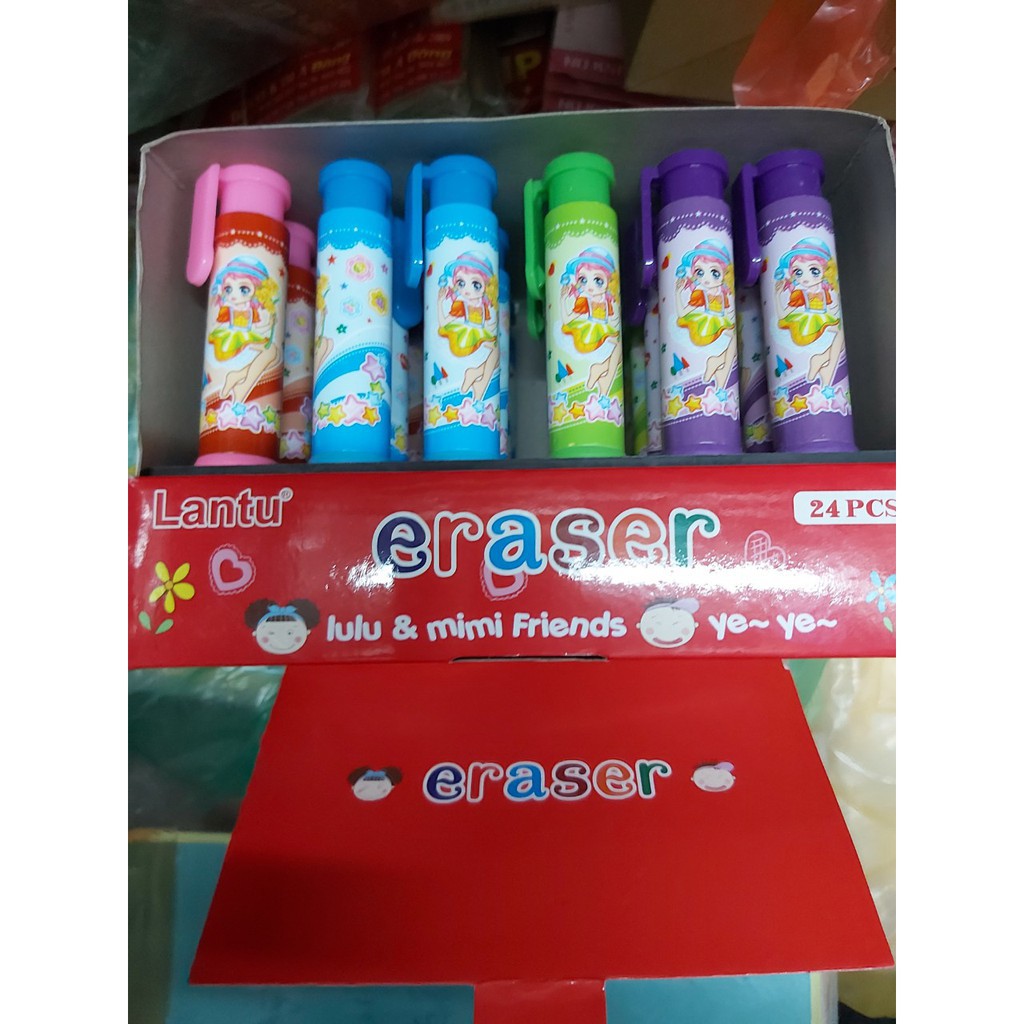 Lantu®
eraser
24 PCS
lulu & mimi Friends ye~ ye~
eraser